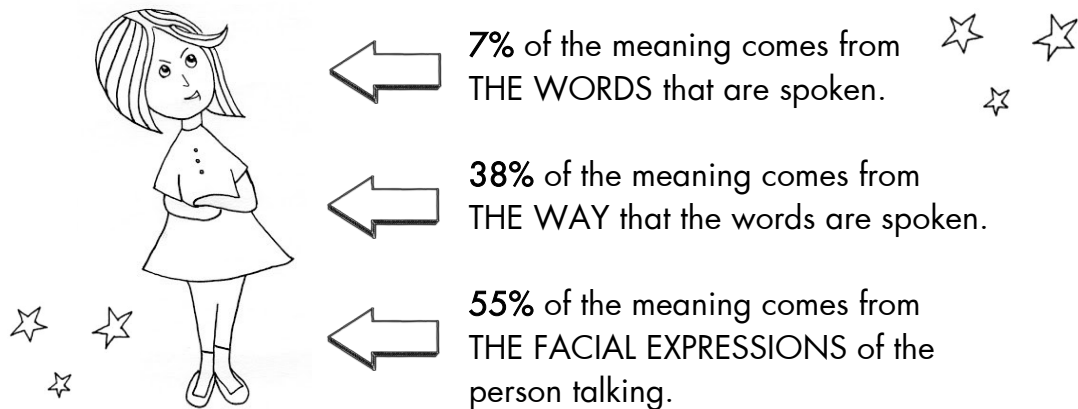 7% of the meaning comes from
THE WORDS that are spoken.
38% of the meaning comes from
THE WAY that the words are spoken.
55% of the meaning comes from
THE FACIAL EXPRESSIONS of the
person talking.